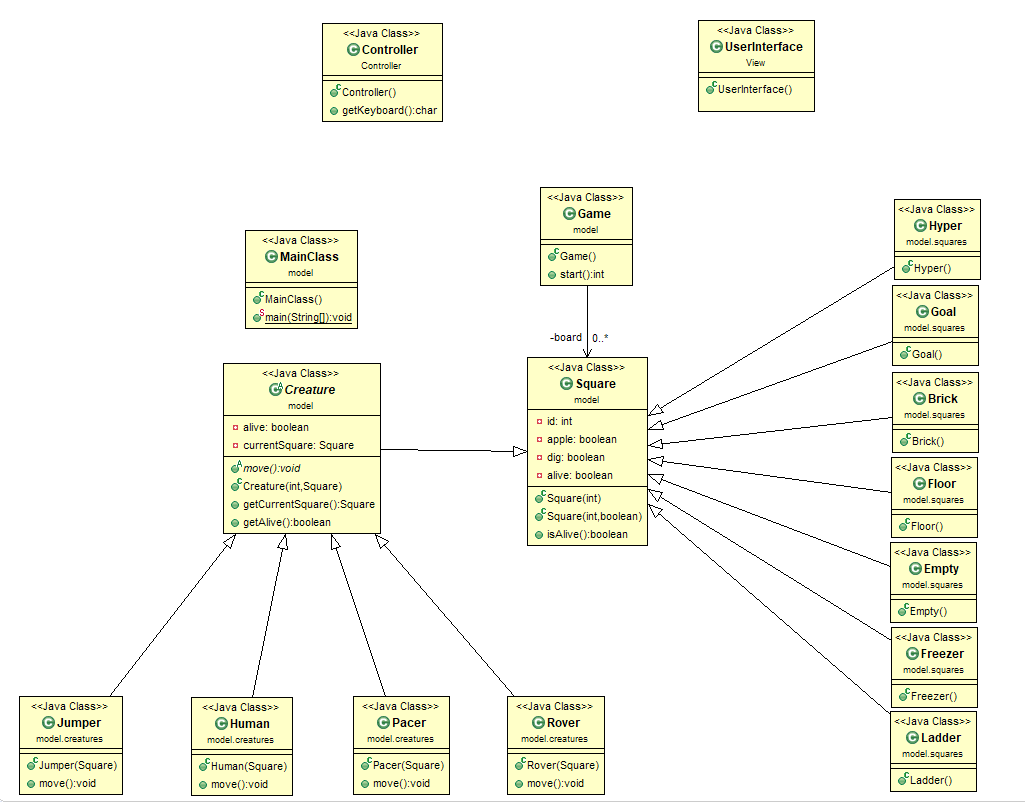 <<Java Class>>
Controller
Controller
Controller()
getKeyboard():char
<<Java Class>>
UserInterface
View
UserInterface()
<<Java Class>>
Game
model
Game()
start():int
<<Java Class>>
MainClass
model
MainClass()
main(String[]):void
-board 0..*
<<Java Class>>
Creature
model
alive: boolean
currentSquare: Square
move():void
Creature(int,Square)
getCurrentSquare():Square
getAlive():boolean
<<Java Class>>
Square
model
id: int
apple: boolean
dig: boolean
alive: boolean
Square(int)
Square(int,boolean)
isAlive():boolean
<<Java Class>>
Hyper
model.squares
Hyper()
<<Java Class>>
Goal
model.squares
Goal()
<<Java Class>>
Brick
model.squares
Brick()
<<Java Class>>
Floor
model.squares
Floor()
<<Java Class>>
Empty
model.squares
Empty()
<<Java Class>>
Freezer
model.squares
Freezer()
<<Java Class>>
Ladder
model.squares
Ladder()
<<Java Class>>
Jumper
model.creatures
Jumper(Square)
move():void
<<Java Class>>
Human
model.creatures
Human(Square)
move():void
<<Java Class>>
Pacer
model.creatures
Pacer(Square)
move():void
<<Java Class>>
Rover
model.creatures
Rover(Square)
move():void